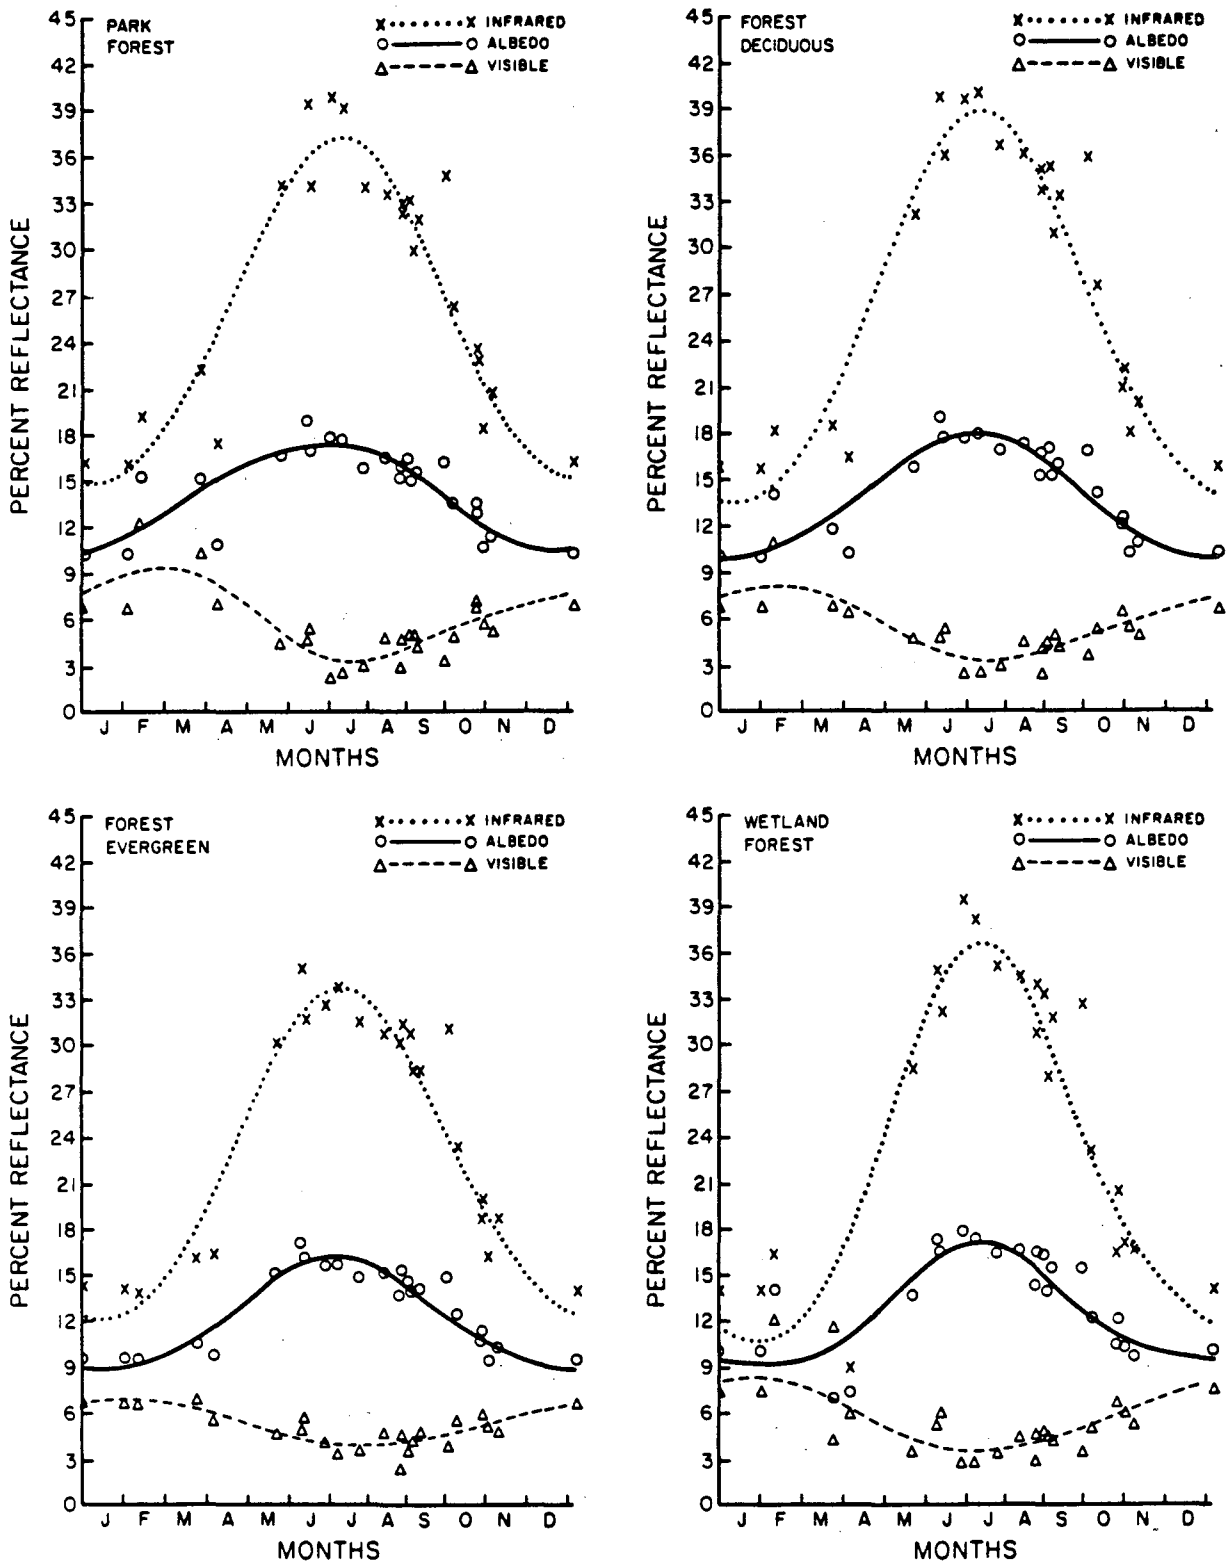 PARK
FOREST
x INFRARED
ALBEDO
VISIBLE
45
42
39
36
33
30
27
24
21
18
15
12
9
6
3
0
PERCENT REFLECTANCE
J F M A M J J A S O N D
MONTHS
FOREST
DECIDUOUS
x INFRARED
ALBEDO
VISIBLE
45
42
39
36
33
30
27
24
21
18
15
12
9
6
3
0
PERCENT REFLECTANCE
J F M A M J J A S O N D
MONTHS
FOREST
EVERGREEN
x INFRARED
ALBEDO
VISIBLE
45
42
39
36
33
30
27
24
21
18
15
12
9
6
3
0
PERCENT REFLECTANCE
J F M A M J J A S O N D
MONTHS
WETLAND
FOREST
x INFRARED
ALBEDO
VISIBLE
45
42
39
36
33
30
27
24
21
18
15
12
9
6
3
0
PERCENT REFLECTANCE
J F M A M J J A S O N D
MONTHS